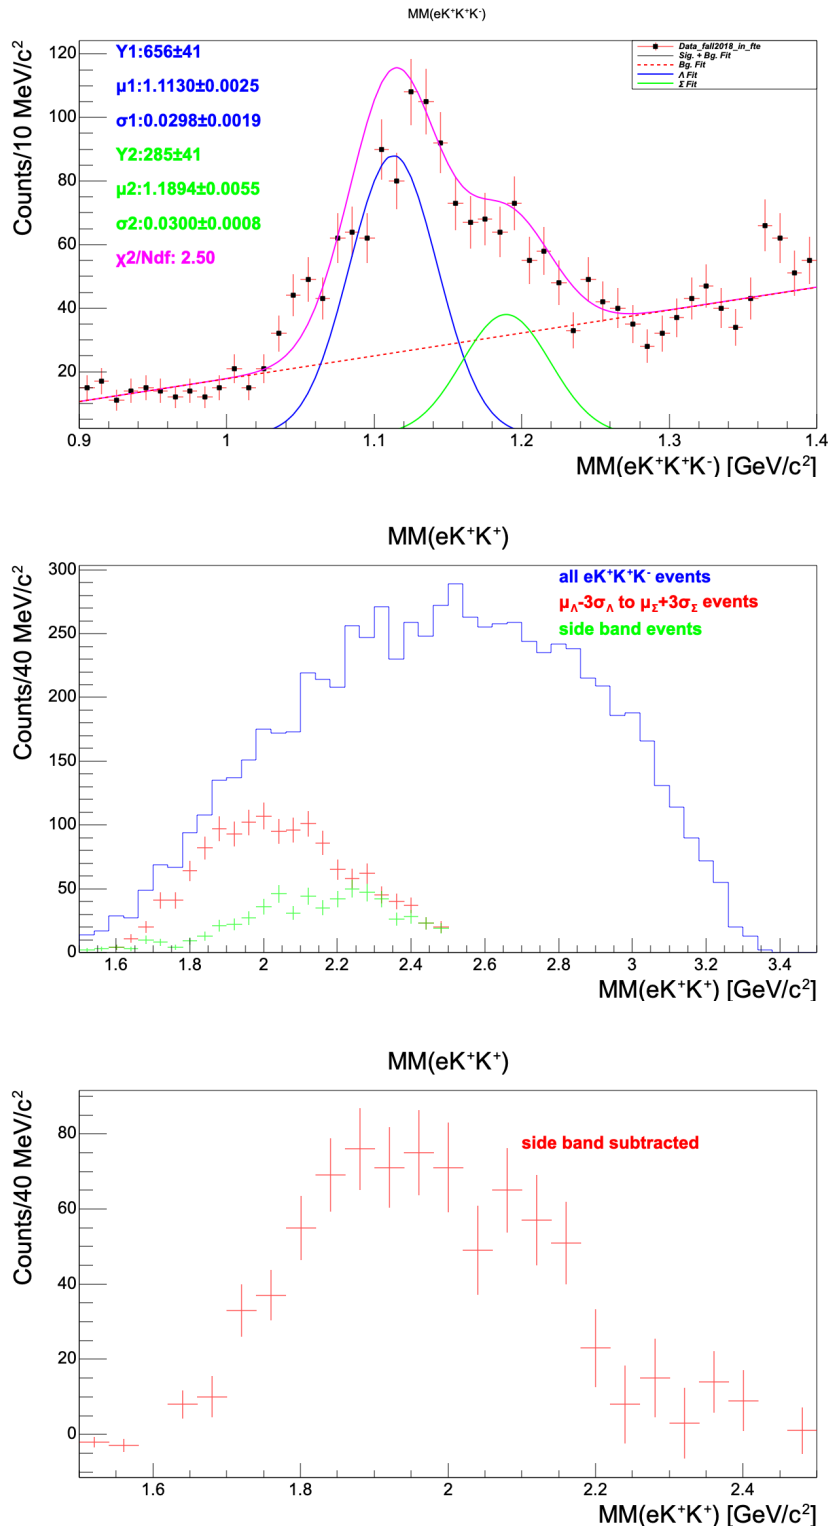 MM(eK⁺K⁺K⁻)
Counts/10 MeV/c²
120
100
80
60
40
20
Y1:656±41
μ1:1.1130±0.0025
σ1:0.0298±0.0019
Y2:285±41
μ2:1.1894±0.0055
σ2:0.0300±0.0008
χ2/Ndf: 2.50
Data_fall2018_in_fte
Sig. + Bg. Fit
Bg. Fit
Λ Fit
Σ Fit
0.9 1 1.1 1.2 1.3 1.4
MM(eK⁺K⁺K⁻) [GeV/c²]
MM(eK⁺K⁺)
Counts/40 MeV/c²
300
250
200
150
100
50
0
all eK⁺K⁺K⁻ events
μ_Λ-3σ_Λ to μ_Σ+3σ_Σ events
side band events
1.6 1.8 2 2.2 2.4 2.6 2.8 3 3.2 3.4
MM(eK⁺K⁺) [GeV/c²]
MM(eK⁺K⁺)
Counts/40 MeV/c²
80
60
40
20
0
side band subtracted
1.6 1.8 2 2.2 2.4
MM(eK⁺K⁺) [GeV/c²]